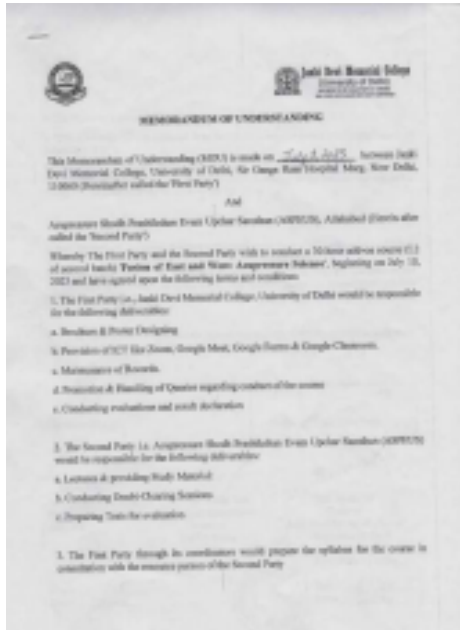 Janki Devi Memorial College
University of Delhi
MEMORANDUM OF UNDERSTANDING
This Memorandum of Understanding (MOU) is made on July 2023 between Janki
Devi Memorial College, University of Delhi, Sir Ganga Ram Hospital Marg, New Delhi,
110060 (hereinafter called the 'First Party')
And
Acupressure Shodh Prashikshan Evam Upchar Sansthan (ASPEUS), Allahabad (herein after
called the 'Second Party')
Whereby The First Party and the Second Party wish to conduct a 30 hour add-on course
of second batch) 'Fusion of East and West: Acupressure Science', beginning on July 10,
2023 and have agreed upon the following terms and conditions
1. The First Party i.e., Janki Devi Memorial College, University of Delhi would be responsible
for the following deliverables:
a. Brochure & Poster Designing
b. Provision of ICT like Zoom, Google Meet, Google Forms & Google Classroom.
c. Maintenance of Records.
d. Promotion & Handling of Queries regarding conduct of the course
e. Conducting evaluations and result declaration
2. The Second Party i.e. Acupressure Shodh Prashikshan Evam Upchar Sansthan (ASPEUS)
would be responsible for the following deliverables:
a. Lectures & providing Study Material
b. Conducting Doubt Clearing Sessions
c. Preparing Tests for evaluation
3. The First Party through its coordinators would prepare the syllabus for the course in
consultation with the resource person of the Second Party